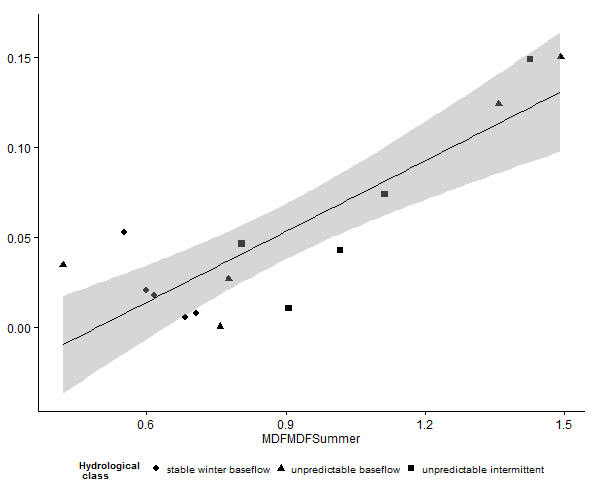 0.15
0.10
0.05
0.00
0.6 0.9 1.2 1.5
MDFMDFSummer
Hydrological
class
stable winter baseflow unpredictable baseflow unpredictable intermittent